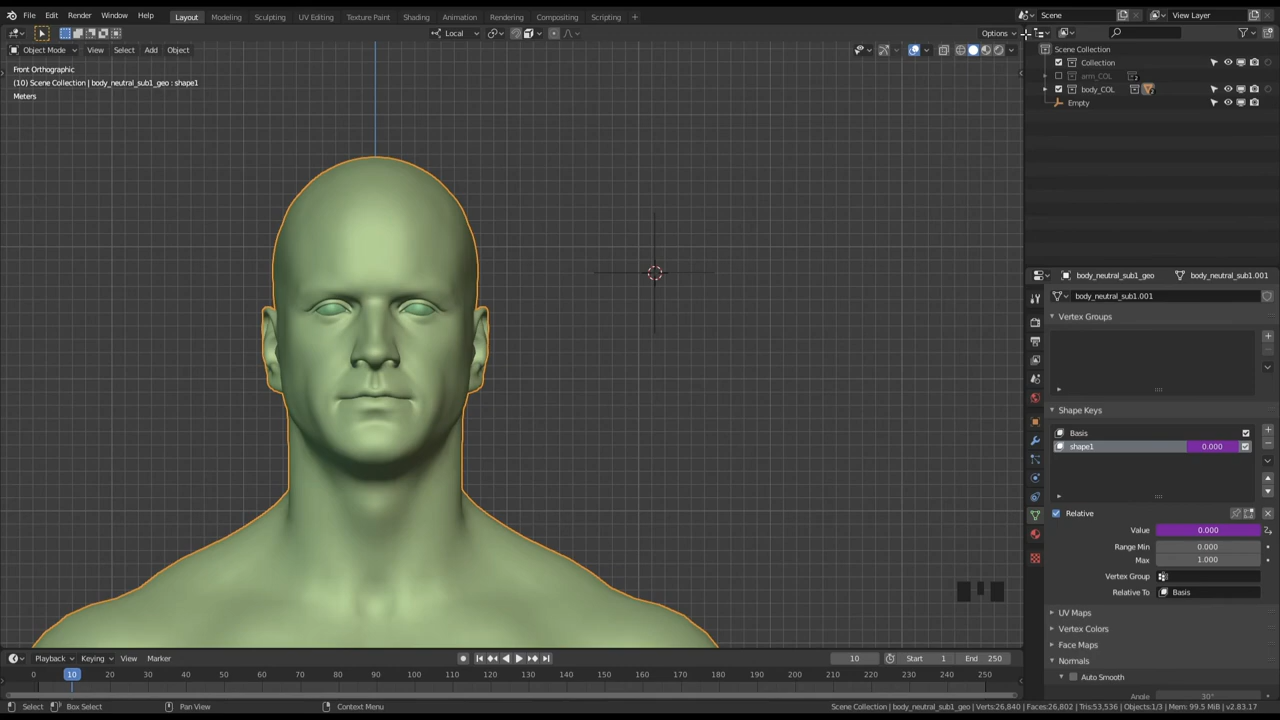 File Edit Render Window Help Layout Modeling Sculpting UV Editing Texture Paint Shading Animation Rendering Compositing Scripting + Scene View Layer
Local Options
Object Mode View Select Add Object
Front Orthographic
(10) Scene Collection | body_neutral_sub1_geo : shape1
Meters
Scene Collection
Collection
arm_COL
body_COL
Empty
body_neutral_sub1_geo body_neutral_sub1.001
body_neutral_sub1.001
Vertex Groups
Shape Keys
Basis
shape1 0.000
Relative
Value 0.000
Range Min 0.000
Max 1.000
Vertex Group
Relative To Basis
UV Maps
Vertex Colors
Face Maps
Normals
Auto Smooth
Angle 30°
Playback Keying View Marker 10 Start 1 End 250
0 10 20 30 40 50 60 70 80 90 100 110 120 130 140 150 160 170 180 190 200 210 220 230 240 250
Select Box Select Pan View Context Menu Scene Collection | body_neutral_sub1_geo | Verts:26,840 | Faces:26,802 | Tris:53,536 | Objects:1/3 | Mem: 99.5 MiB | v2.83.17